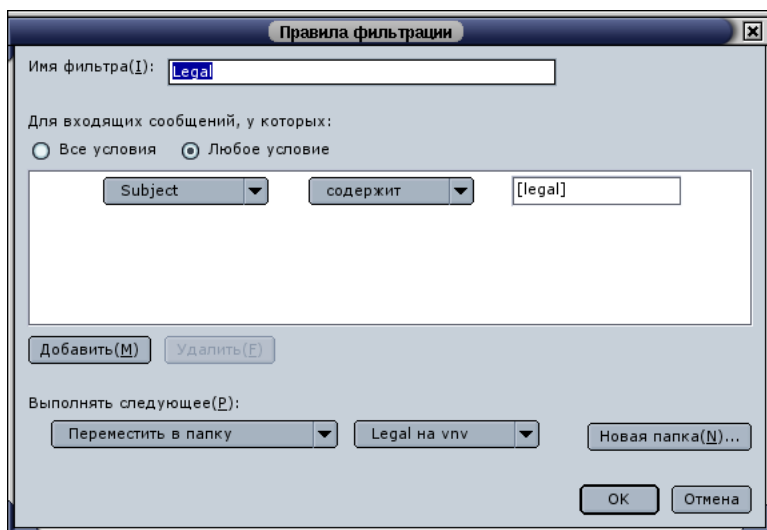 Правила фильтрации
Имя фильтра(I): Legal
Для входящих сообщений, у которых:
Все условия Любое условие
Subject содержит [legal]
Добавить(M) Удалить(F)
Выполнять следующее(P):
Переместить в папку Legal на vnv Новая папка(N)...
OK Отмена